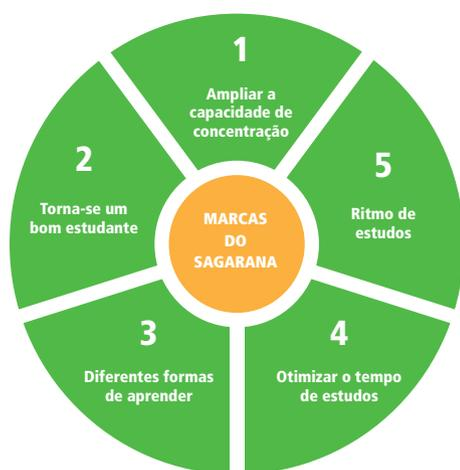 1
Ampliar a
capacidade de
concentração
2
Torna-se um
bom estudante
3
Diferentes formas
de aprender
4
Otimizar o tempo
de estudos
5
Ritmo de
estudos
MARCAS
DO
SAGARANA